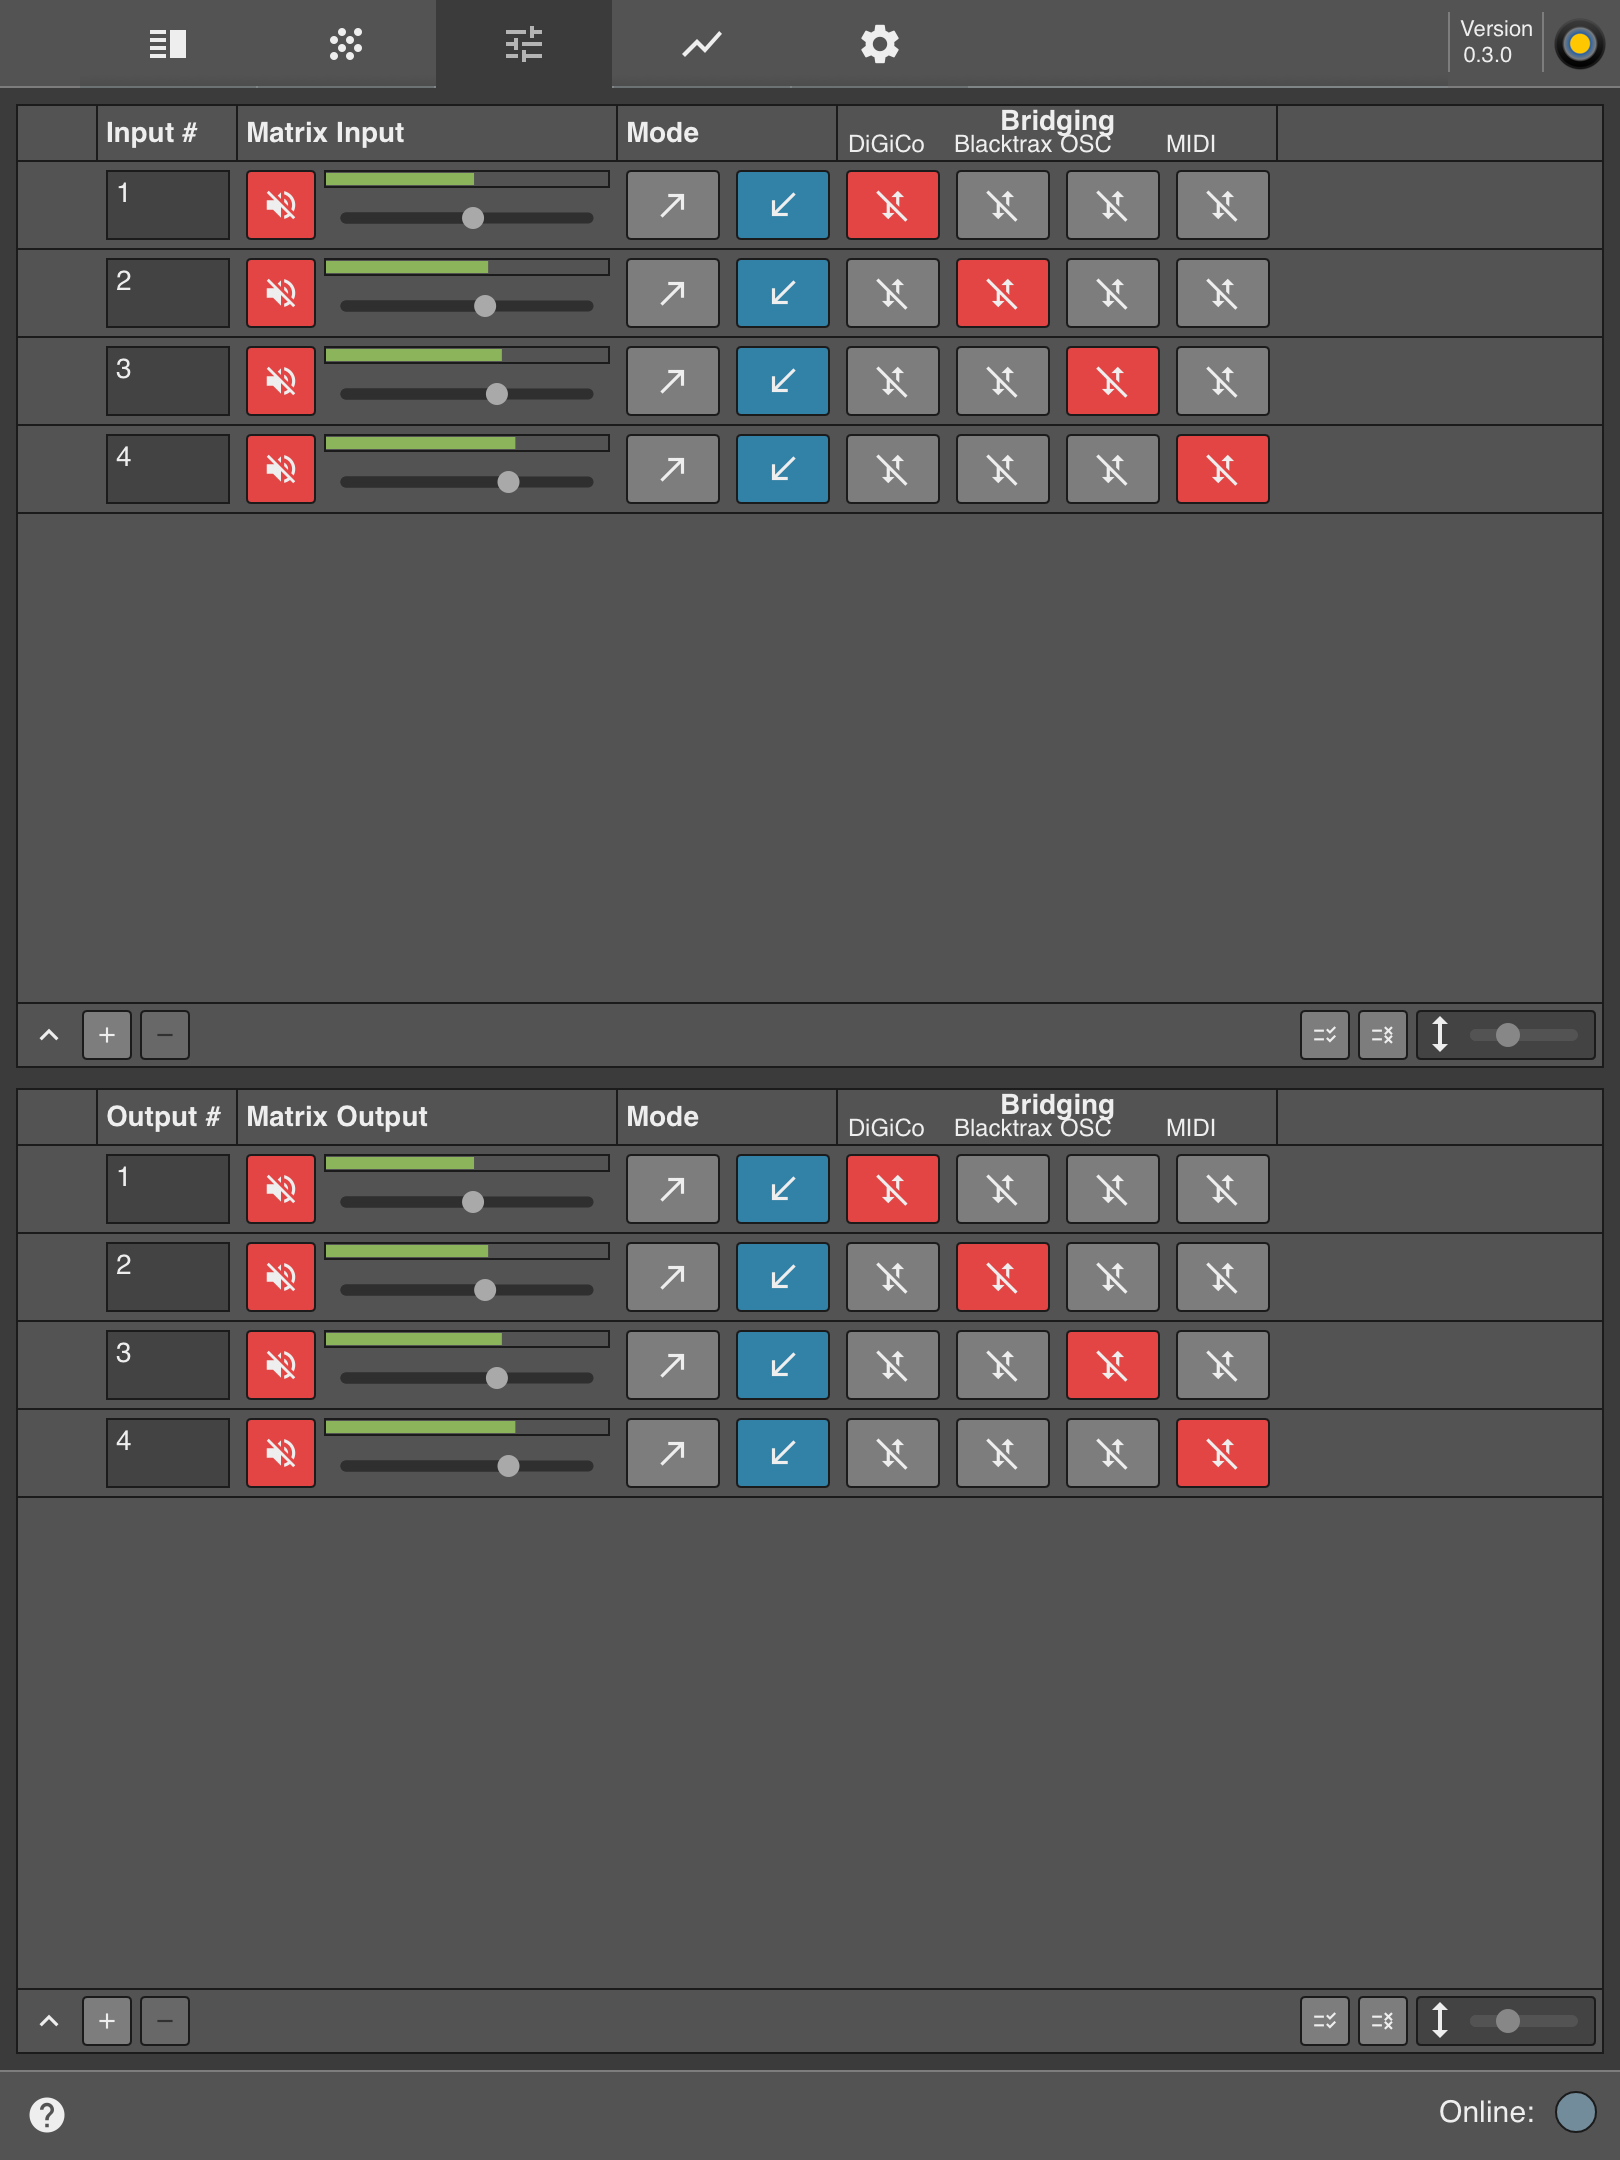 Version
0.3.0
Input #
Matrix Input
Mode
Bridging
DiGiCo
Blacktrax OSC
MIDI
1
2
3
4
Output #
Matrix Output
Mode
Bridging
DiGiCo
Blacktrax OSC
MIDI
1
2
3
4
Online: